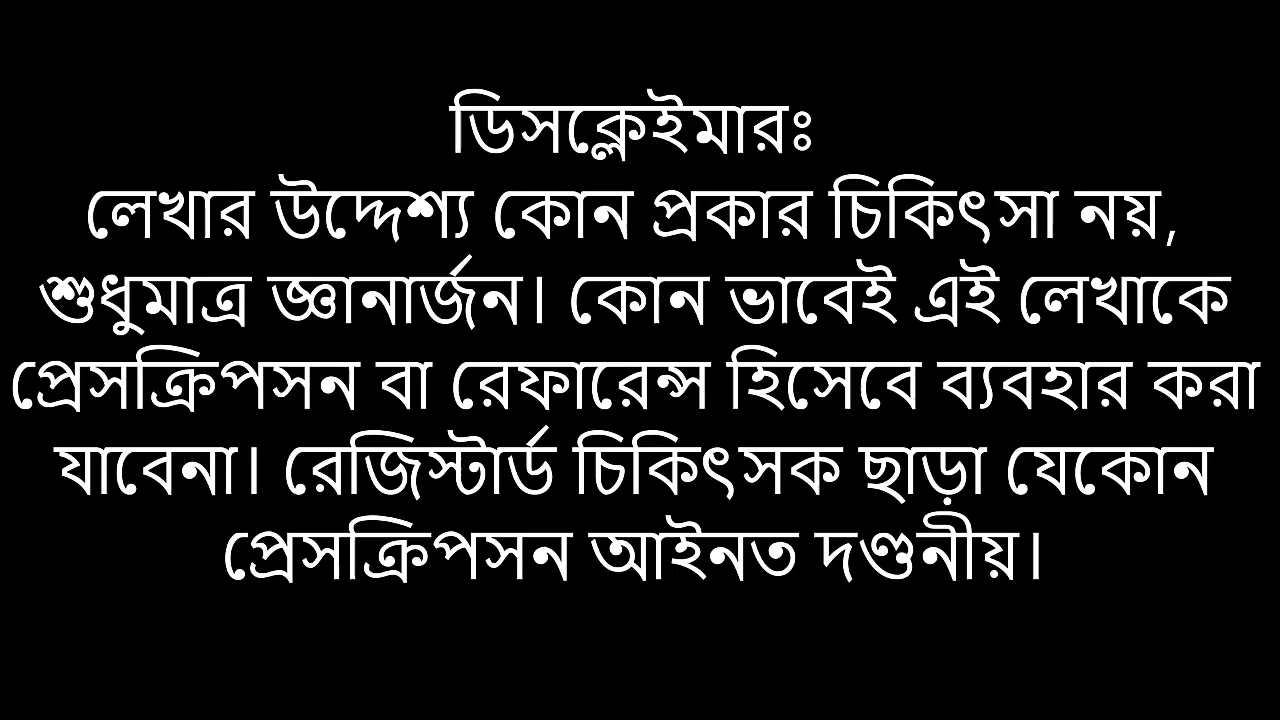 ডিসক্লেইমারঃ
লেখার উদ্দেশ্য কোন প্রকার চিকিৎসা নয়,
শুধুমাত্র জ্ঞানার্জন। কোন ভাবেই এই লেখাকে
প্রেসক্রিপসন বা রেফারেন্স হিসেবে ব্যবহার করা
যাবেনা। রেজিস্টার্ড চিকিৎসক ছাড়া যেকোন
প্রেসক্রিপসন আইনত দণ্ডনীয়।